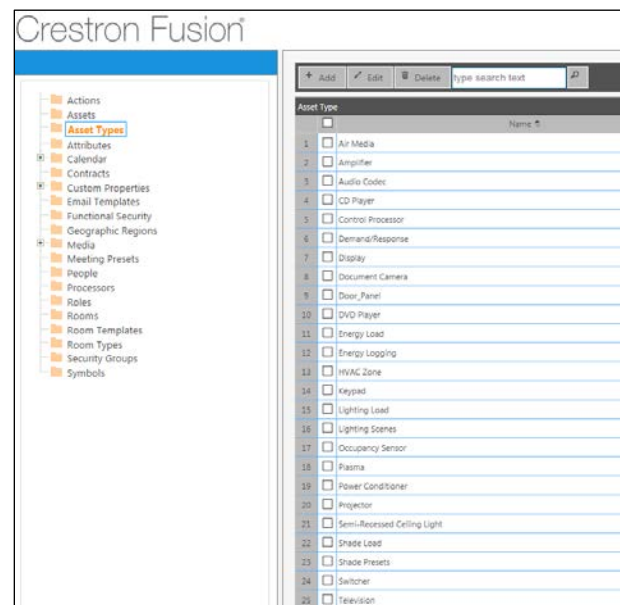 Crestron Fusion®
+ Add Edit Delete type search text
Actions
Assets
Asset Types
Attributes
Calendar
Contracts
Custom Properties
Email Templates
Functional Security
Geographic Regions
Media
Meeting Presets
People
Processors
Roles
Rooms
Room Templates
Room Types
Security Groups
Symbols
Asset Type
Name
1 Air Media
2 Amplifier
3 Audio Codec
4 CD Player
5 Control Processor
6 Demand/Response
7 Display
8 Document Camera
9 Door_Panel
10 DVD Player
11 Energy Load
12 Energy Logging
13 HVAC Zone
14 Keypad
15 Lighting Load
16 Lighting Scenes
17 Occupancy Sensor
18 Plasma
19 Power Conditioner
20 Projector
21 Semi-Recessed Ceiling Light
22 Shade Load
23 Shade Presets
24 Switcher
25 Television